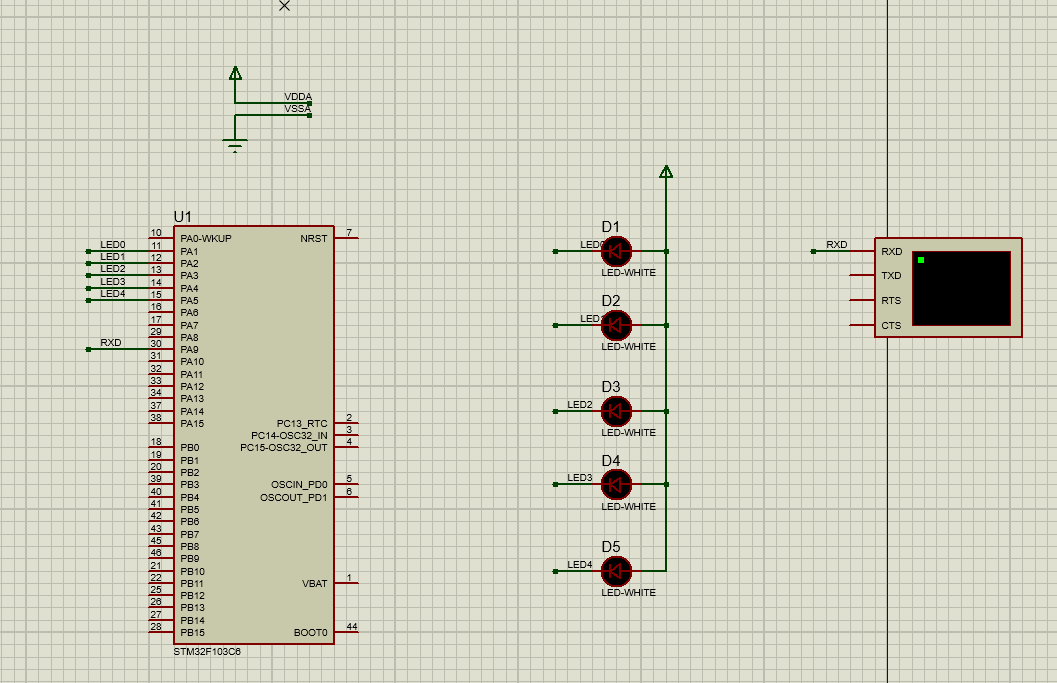 VDDA
VSSA
U1
10 PA0-WKUP
11 PA1
12 PA2
13 PA3
14 PA4
15 PA5
16 PA6
17 PA7
29 PA8
30 PA9
31 PA10
32 PA11
33 PA12
34 PA13
37 PA14
38 PA15
18 PB0
19 PB1
20 PB2
39 PB3
40 PB4
41 PB5
42 PB6
43 PB7
45 PB8
46 PB9
21 PB10
22 PB11
25 PB12
26 PB13
27 PB14
28 PB15
LED0
LED1
LED2
LED3
LED4
RXD
NRST 7
PC13_RTC 2
PC14-OSC32_IN 3
PC15-OSC32_OUT 4
OSCIN_PD0 5
OSCOUT_PD1 6
VBAT 1
BOOT0 44
STM32F103C6
D1
LED0
LED-WHITE
D2
LED1
LED-WHITE
D3
LED2
LED-WHITE
D4
LED3
LED-WHITE
D5
LED4
LED-WHITE
RXD
RXD
TXD
RTS
CTS